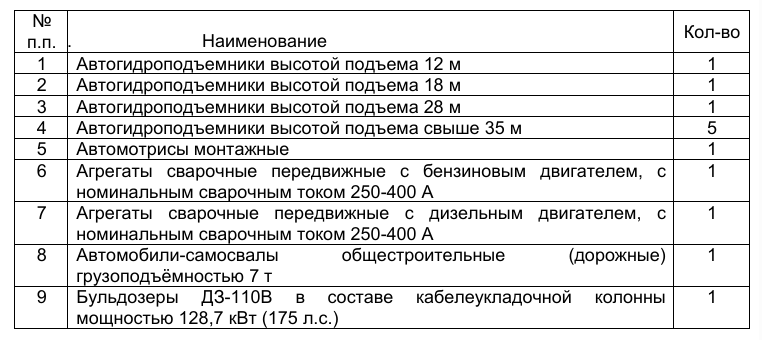 №
п.п. . Наименование Кол-во
1 Автогидроподъемники высотой подъема 12 м 1
2 Автогидроподъемники высотой подъема 18 м 1
3 Автогидроподъемники высотой подъема 28 м 1
4 Автогидроподъемники высотой подъема свыше 35 м 5
5 Автомотрисы монтажные 1
6 Агрегаты сварочные передвижные с бензиновым двигателем, с 1
номинальным сварочным током 250-400 А
7 Агрегаты сварочные передвижные с дизельным двигателем, с 1
номинальным сварочным током 250-400 А
8 Автомобили-самосвалы общестроительные (дорожные) 1
грузоподъёмностью 7 т
9 Бульдозеры ДЗ-110В в составе кабелеукладочной колонны 1
мощностью 128,7 кВт (175 л.с.)